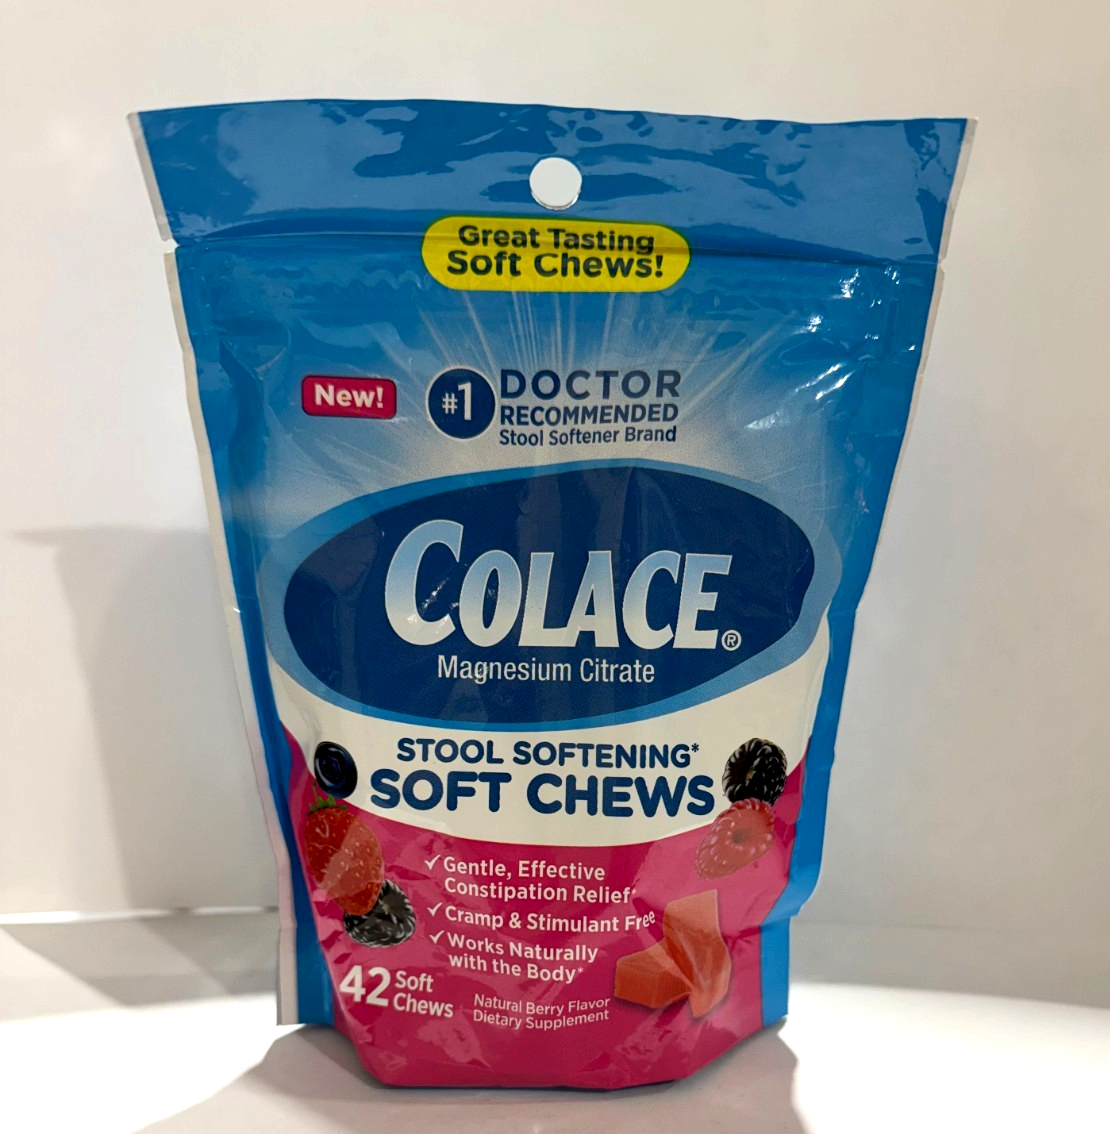 Great Tasting
Soft Chews!
New!
#1
DOCTOR
RECOMMENDED
Stool Softener Brand
COLACE®
Magnesium Citrate
STOOL SOFTENING*
SOFT CHEWS
✓ Gentle, Effective
Constipation Relief*
✓ Cramp & Stimulant Free
✓ Works Naturally
with the Body*
42 Soft
Chews
Natural Berry Flavor
Dietary Supplement